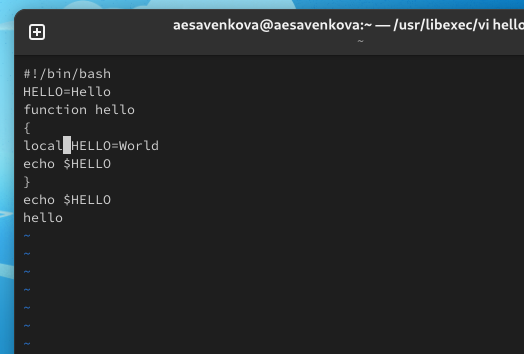 aesavenkova@aesavenkova:~ — /usr/libexec/vi hello
~
#!/bin/bash
HELLO=Hello
function hello
{
local HELLO=World
echo $HELLO
}
echo $HELLO
hello
~
~
~
~
~
~
~